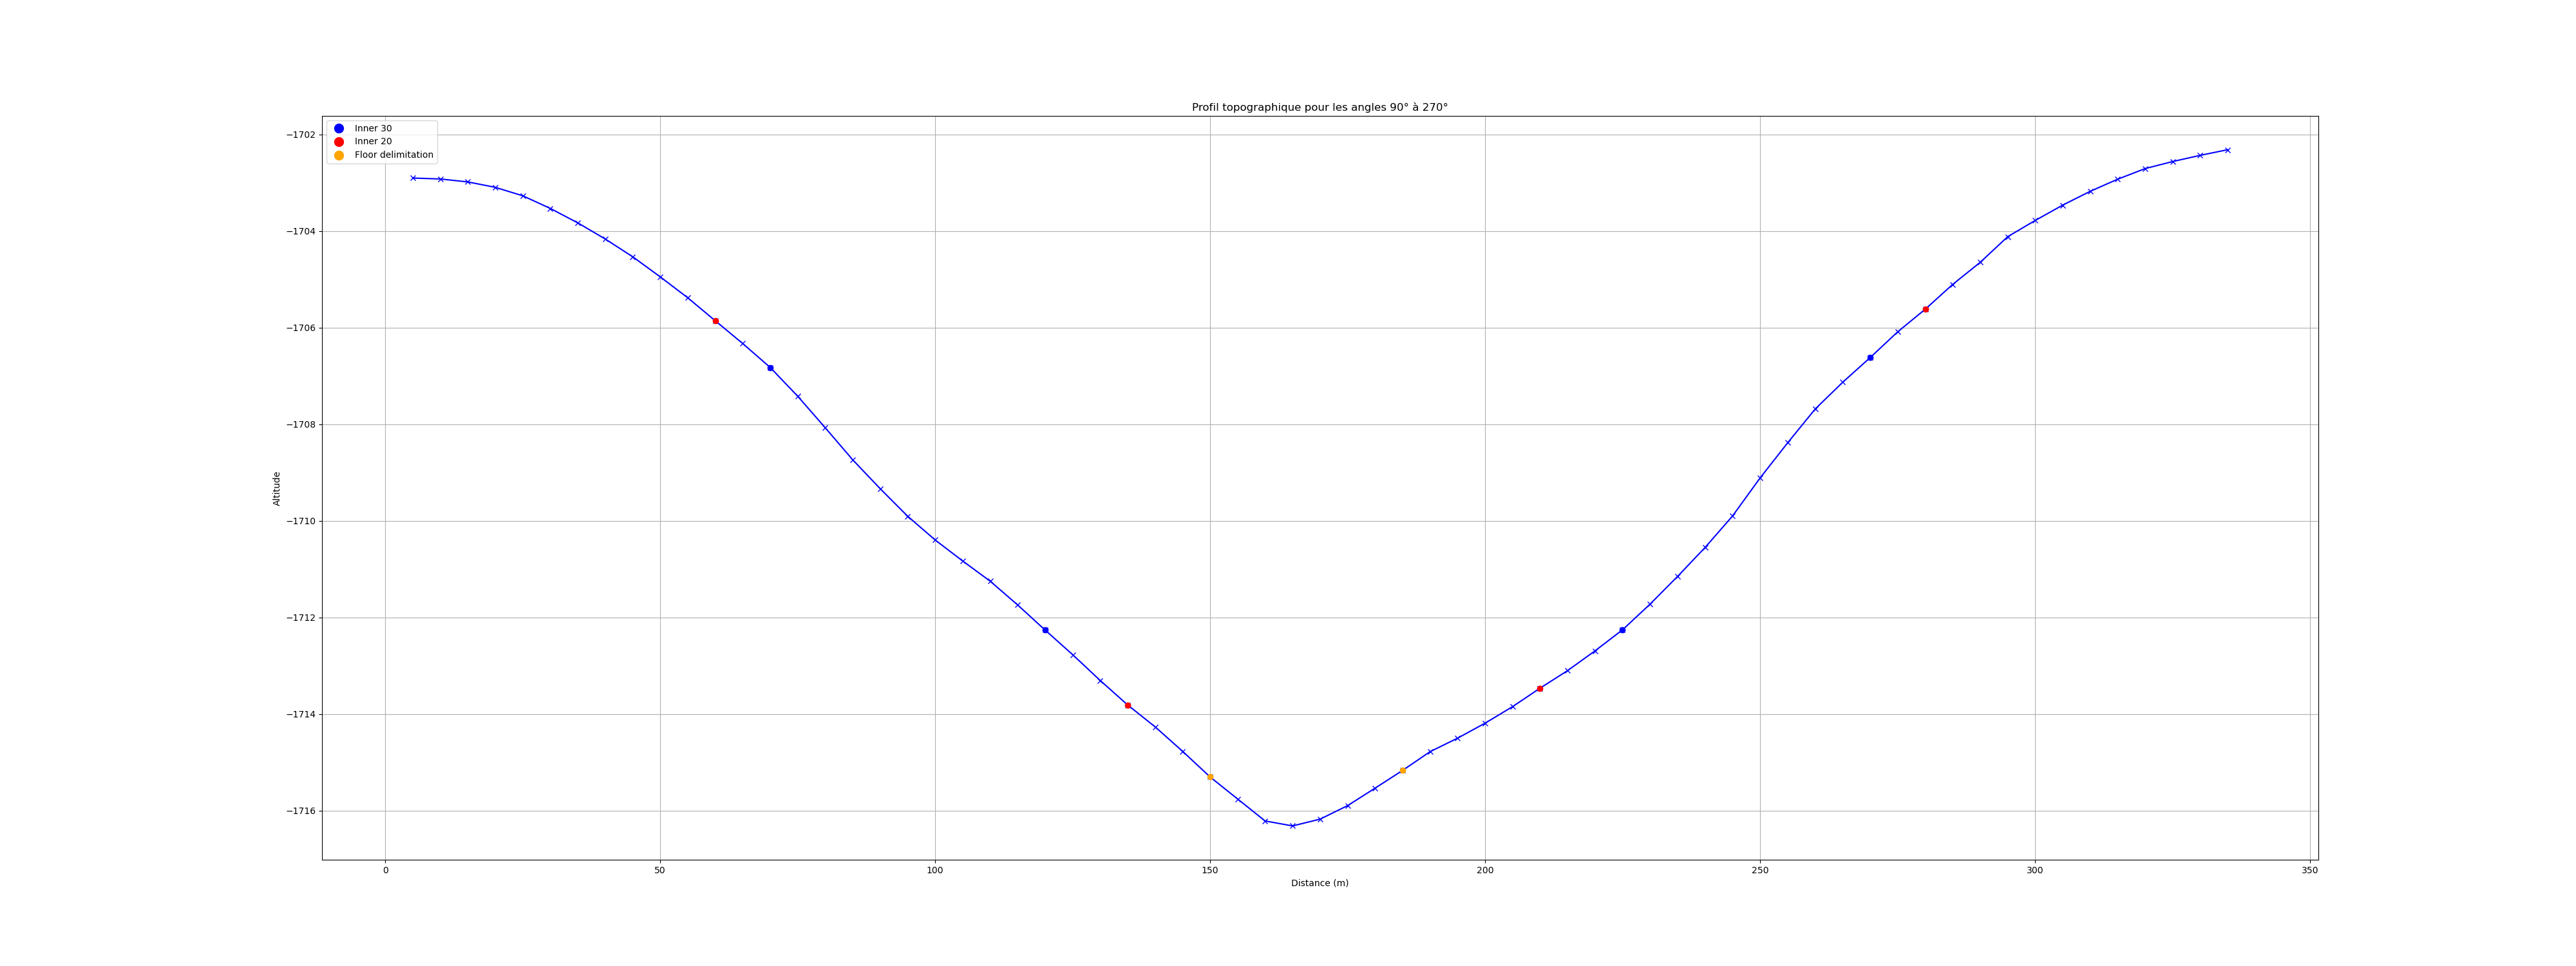 Profil topographique pour les angles 90° à 270°
Inner 30
Inner 20
Floor delimitation
Altitude
−1702
−1704
−1706
−1708
−1710
−1712
−1714
−1716
0
50
100
150
200
250
300
350
Distance (m)